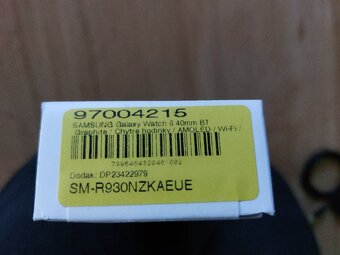 97004215
SAMSUNG Galaxy Watch 6 40mm BT
Graphite / Chytré hodinky / AMOLED / Wi-Fi /
Dodak: DP23422979
SM-R930NZKAEUE